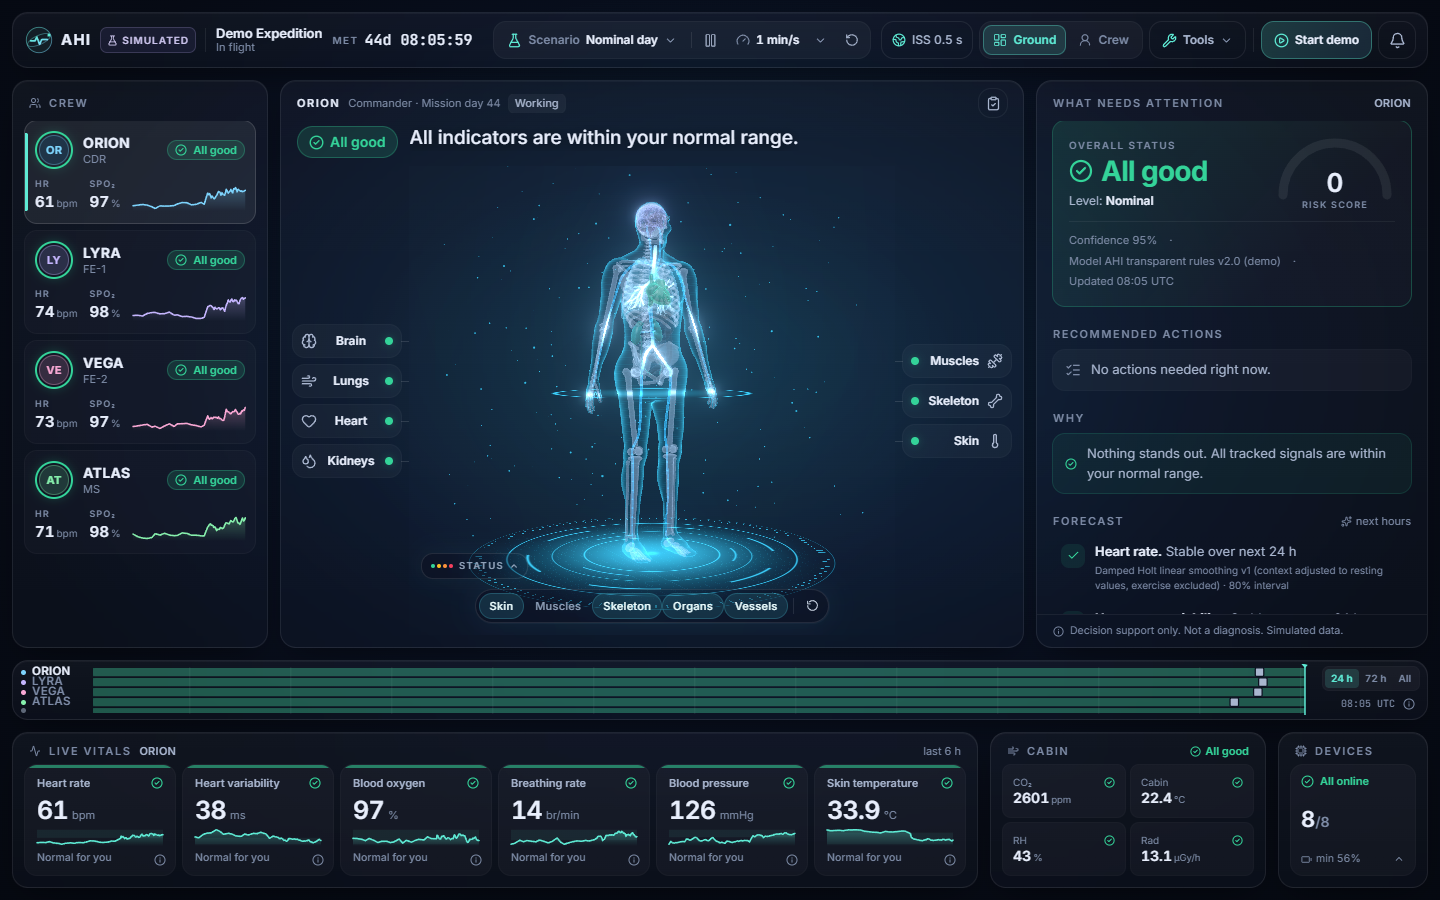 AHI
SIMULATED
Demo Expedition
In flight
MET 44d 08:05:59
Scenario Nominal day
1 min/s
ISS 0.5 s
Ground
Crew
Tools
Start demo
CREW
OR
ORION
CDR
All good
HR
61 bpm
SPO₂
97 %
LY
LYRA
FE-1
All good
HR
74 bpm
SPO₂
98 %
VE
VEGA
FE-2
All good
HR
73 bpm
SPO₂
97 %
AT
ATLAS
MS
All good
HR
71 bpm
SPO₂
98 %
ORION Commander · Mission day 44 Working
All good
All indicators are within your normal range.
Brain
Lungs
Heart
Kidneys
Muscles
Skeleton
Skin
STATUS
Skin Muscles Skeleton Organs Vessels
WHAT NEEDS ATTENTION ORION
OVERALL STATUS
All good
Level: Nominal
0
RISK SCORE
Confidence 95% ·
Model AHI transparent rules v2.0 (demo) ·
Updated 08:05 UTC
RECOMMENDED ACTIONS
No actions needed right now.
WHY
Nothing stands out. All tracked signals are within
your normal range.
FORECAST next hours
Heart rate. Stable over next 24 h
Damped Holt linear smoothing v1 (context adjusted to resting
values, exercise excluded) · 80% interval
Decision support only. Not a diagnosis. Simulated data.
ORION
LYRA
VEGA
ATLAS
24 h 72 h All
08:05 UTC
LIVE VITALS ORION last 6 h
Heart rate
61 bpm
Normal for you
Heart variability
38 ms
Normal for you
Blood oxygen
97 %
Normal for you
Breathing rate
14 br/min
Normal for you
Blood pressure
126 mmHg
Normal for you
Skin temperature
33.9 °C
Normal for you
CABIN All good
CO₂
2601 ppm
Cabin
22.4 °C
RH
43 %
Rad
13.1 µGy/h
DEVICES
All online
8/8
min 56%